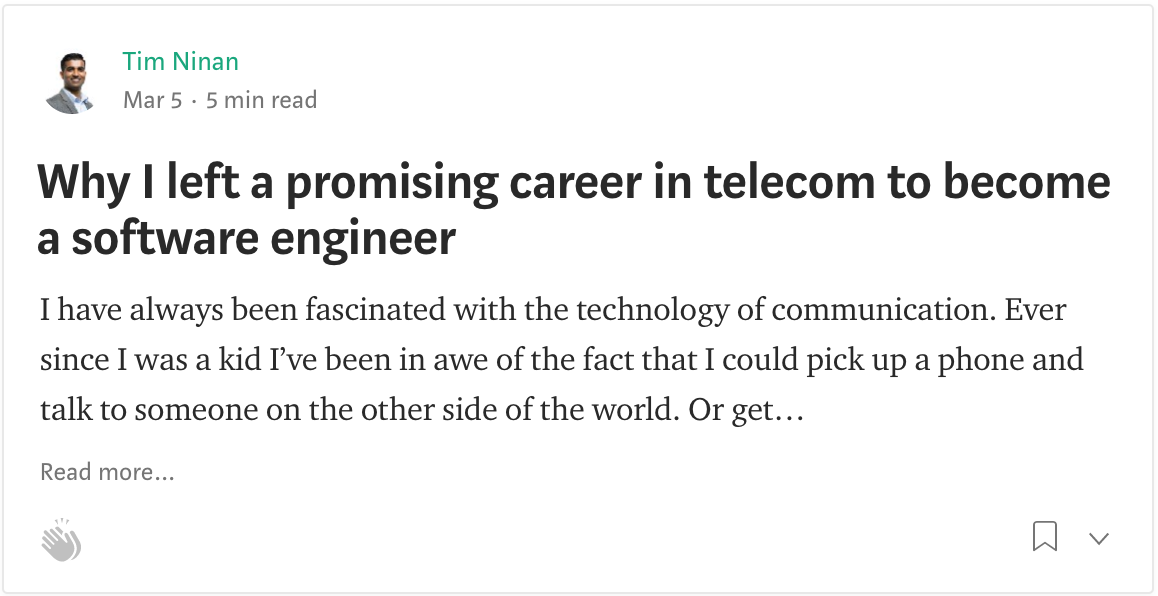 Tim Ninan
Mar 5 · 5 min read
Why I left a promising career in telecom to become
a software engineer
I have always been fascinated with the technology of communication. Ever
since I was a kid I’ve been in awe of the fact that I could pick up a phone and
talk to someone on the other side of the world. Or get…
Read more…